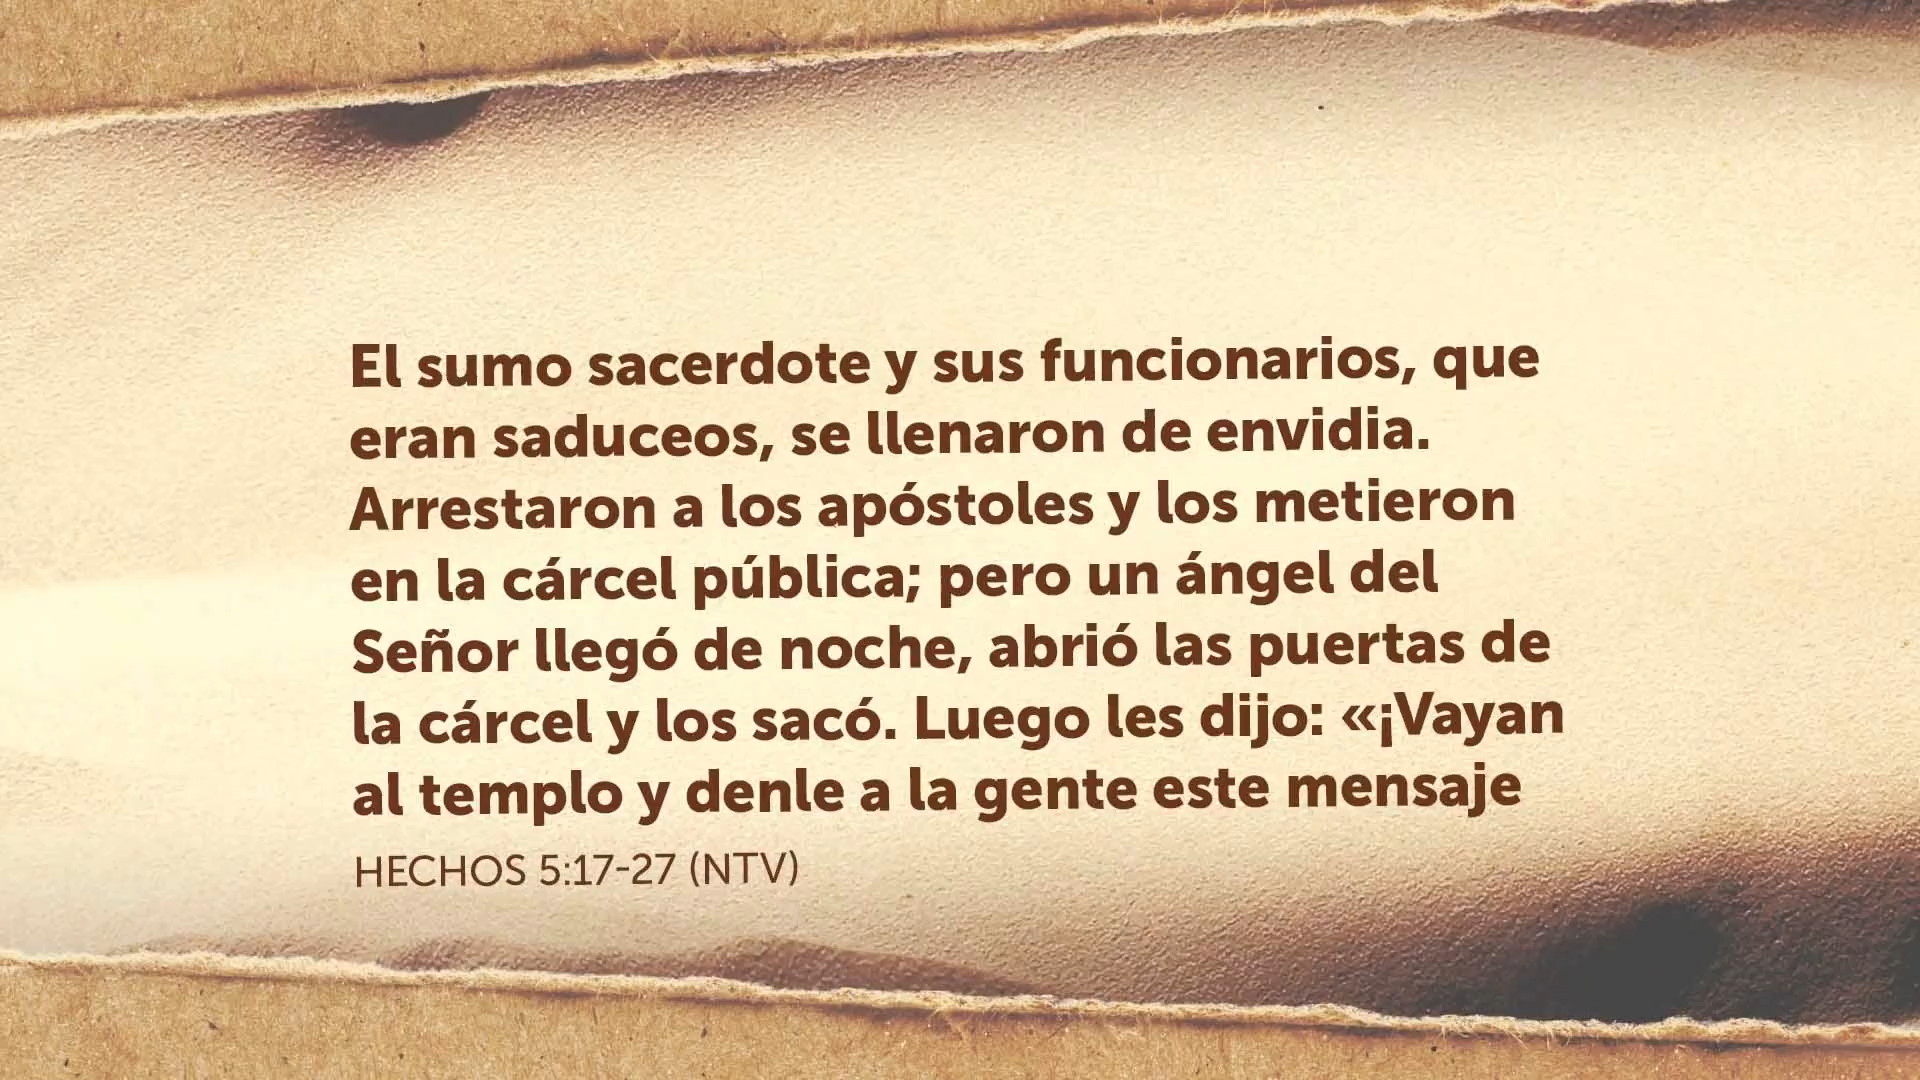 El sumo sacerdote y sus funcionarios, que
eran saduceos, se llenaron de envidia.
Arrestaron a los apóstoles y los metieron
en la cárcel pública; pero un ángel del
Señor llegó de noche, abrió las puertas de
la cárcel y los sacó. Luego les dijo: «¡Vayan
al templo y denle a la gente este mensaje
HECHOS 5:17-27 (NTV)